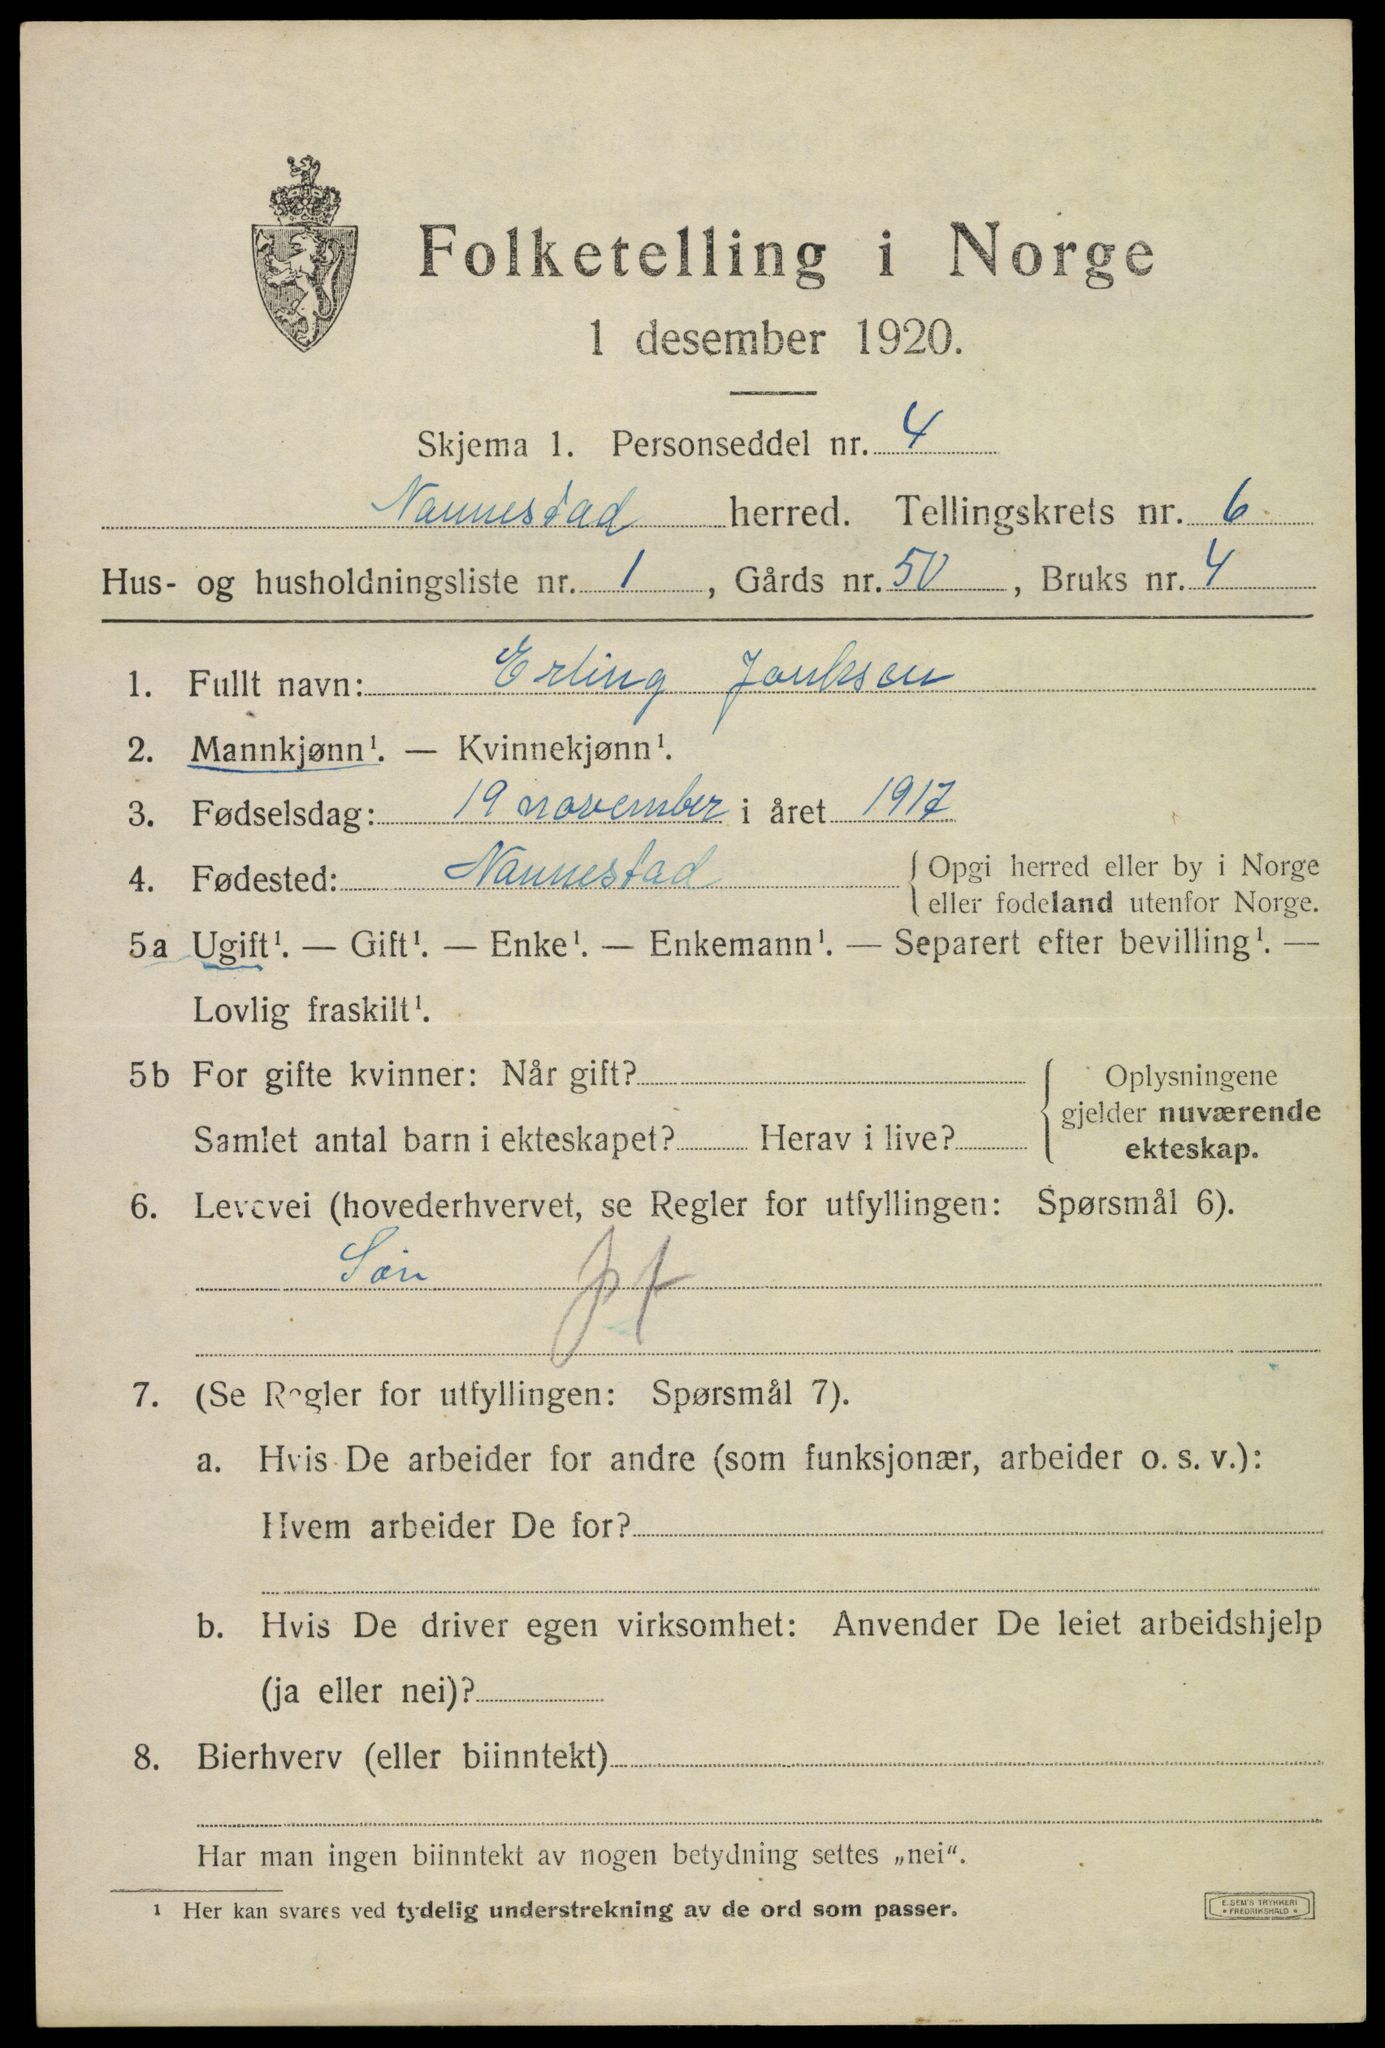 Folketelling i Norge
1 desember 1920.
Skjema 1. Personseddel nr. 4
Nannestad herred. Tellingskrets nr. 6
Hus- og husholdningsliste nr. 1, Gårds nr. 50, Bruks nr. 4
1. Fullt navn: Erling
2. Mannkjønn¹. — Kvinnekjønn¹.
3. Fødselsdag: 19 november i året 1917
4. Fødested: Nannestad { Opgi herred eller by i Norge
eller fødeland utenfor Norge.
5a Ugift¹. — Gift¹. — Enke¹. — Enkemann¹. — Separert efter bevilling¹. —
Lovlig fraskilt¹.
5b For gifte kvinner: Når gift?
Samlet antal barn i ekteskapet? Herav i live?
{ Oplysningene
gjelder nuværende
ekteskap.
6. Levevei (hovederhvervet, se Regler for utfyllingen: Spørsmål 6).
Søn
7. (Se Regler for utfyllingen: Spørsmål 7).
a. Hvis De arbeider for andre (som funksjonær, arbeider o. s. v.):
Hvem arbeider De for?
b. Hvis De driver egen virksomhet: Anvender De leiet arbeidshjelp
(ja eller nei)?
8. Bierhverv (eller biinntekt)
Har man ingen biinntekt av nogen betydning settes „nei“.
¹ Her kan svares ved tydelig understrekning av de ord som passer.
E. SEM'S TRYKKERI
• FREDRIKSHALD •